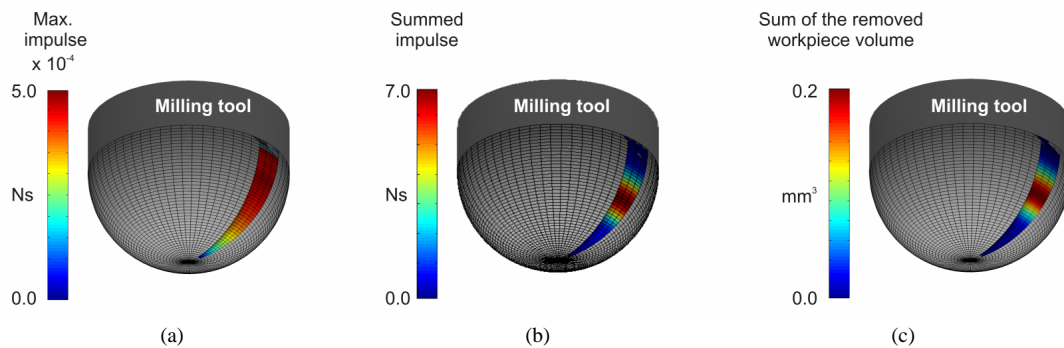 Max.
impulse
x 10⁻⁴
5.0
Ns
0.0
Milling tool
(a)
Summed
impulse
7.0
Ns
0.0
Milling tool
(b)
Sum of the removed
workpiece volume
0.2
mm³
0.0
Milling tool
(c)